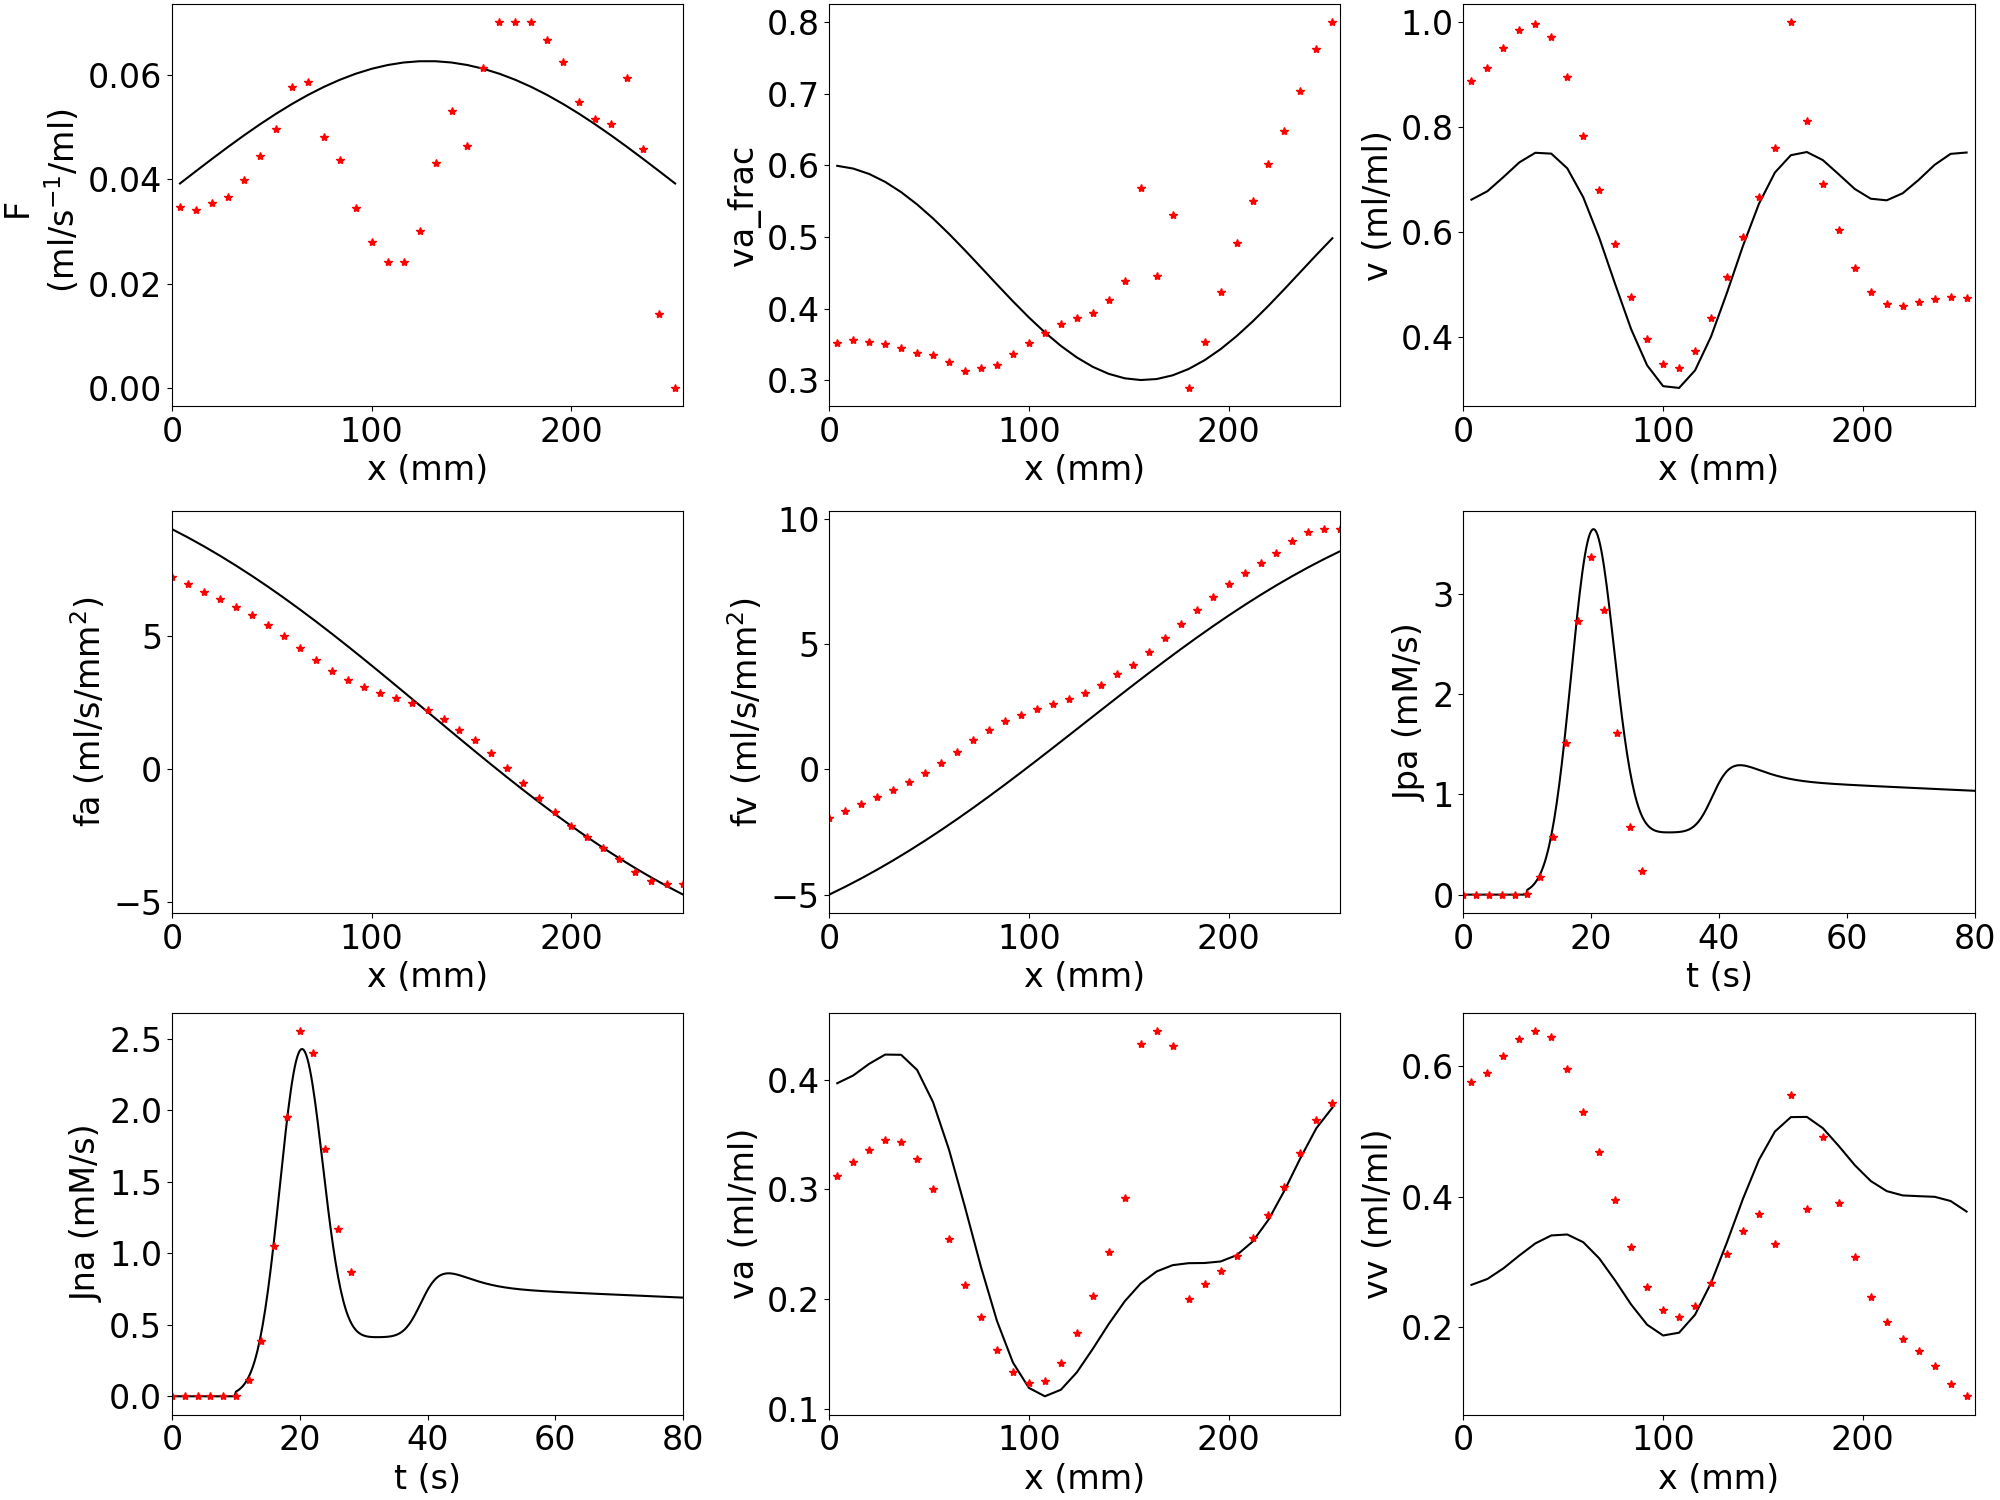 F
(ml/s⁻¹/ml)
0.06
0.04
0.02
0.00
0 100 200
x (mm)
va_frac
0.8
0.7
0.6
0.5
0.4
0.3
0 100 200
x (mm)
v (ml/ml)
1.0
0.8
0.6
0.4
0 100 200
x (mm)
fa (ml/s/mm²)
5
0
−5
0 100 200
x (mm)
fv (ml/s/mm²)
10
5
0
−5
0 100 200
x (mm)
Jpa (mM/s)
3
2
1
0
0 20 40 60 80
t (s)
Jna (mM/s)
2.5
2.0
1.5
1.0
0.5
0.0
0 20 40 60 80
t (s)
va (ml/ml)
0.4
0.3
0.2
0.1
0 100 200
x (mm)
vv (ml/ml)
0.6
0.4
0.2
0 100 200
x (mm)